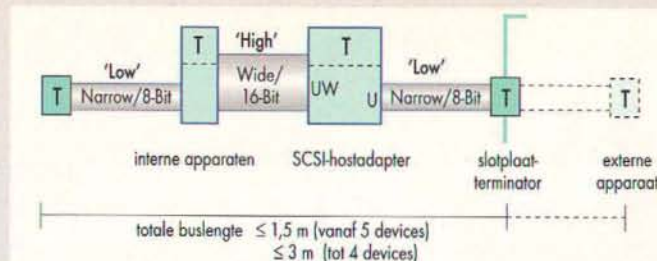 'Low'
'High'
'Low'
T
T
T
T
T
Narrow/8-Bit
Wide/
16-Bit
UW
U
Narrow/8-Bit
interne apparaten
SCSI-hostadapter
slotplaat-
terminator
externe
apparaat
totale buslengte ≤ 1,5 m (vanaf 5 devices)
≤ 3 m (tot 4 devices)